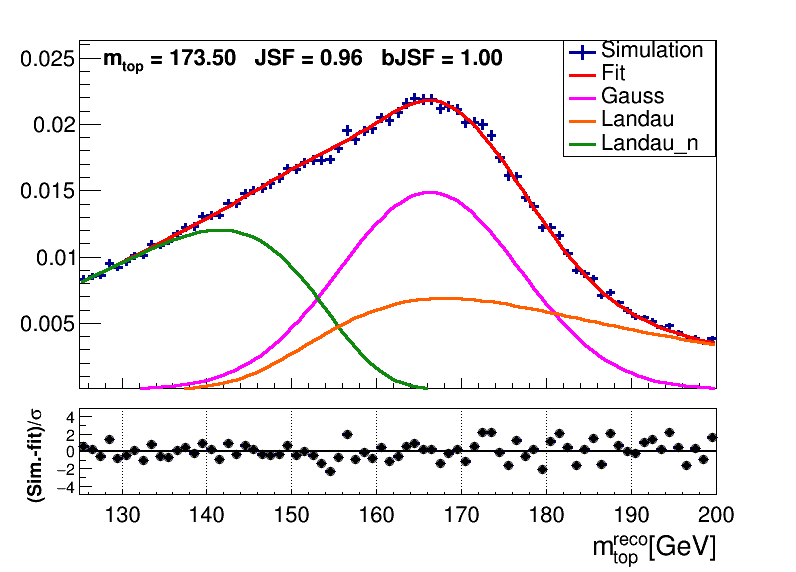 m_top = 173.50 JSF = 0.96 bJSF = 1.00
Simulation
Fit
Gauss
Landau
Landau_n
0.025
0.02
0.015
0.01
0.005
(Sim.-fit)/σ
4
2
0
−2
−4
130 140 150 160 170 180 190 200
m_top^reco[GeV]